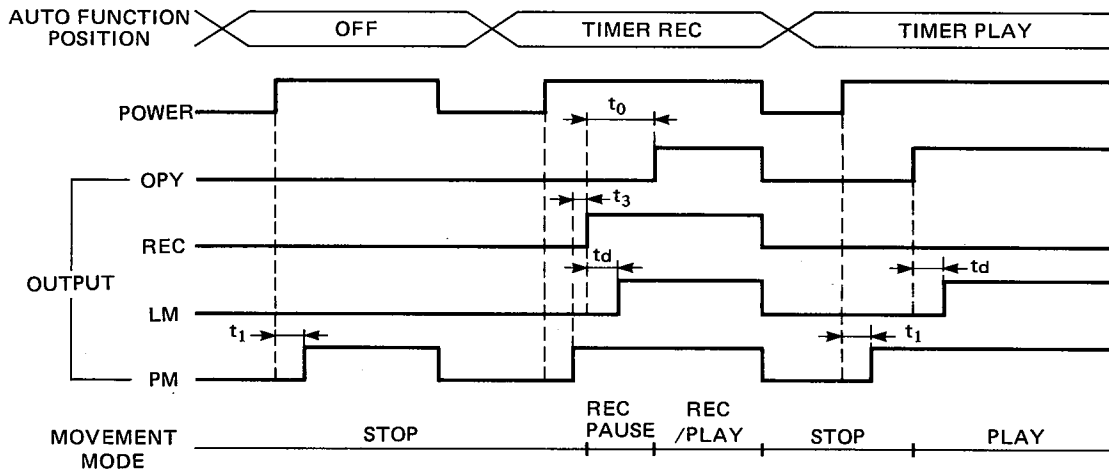 AUTO FUNCTION
POSITION
OFF
TIMER REC
TIMER PLAY
POWER
t0
OPY
t3
REC
td
td
OUTPUT
LM
t1
t1
PM
MOVEMENT
MODE
STOP
REC
PAUSE
REC
/PLAY
STOP
PLAY